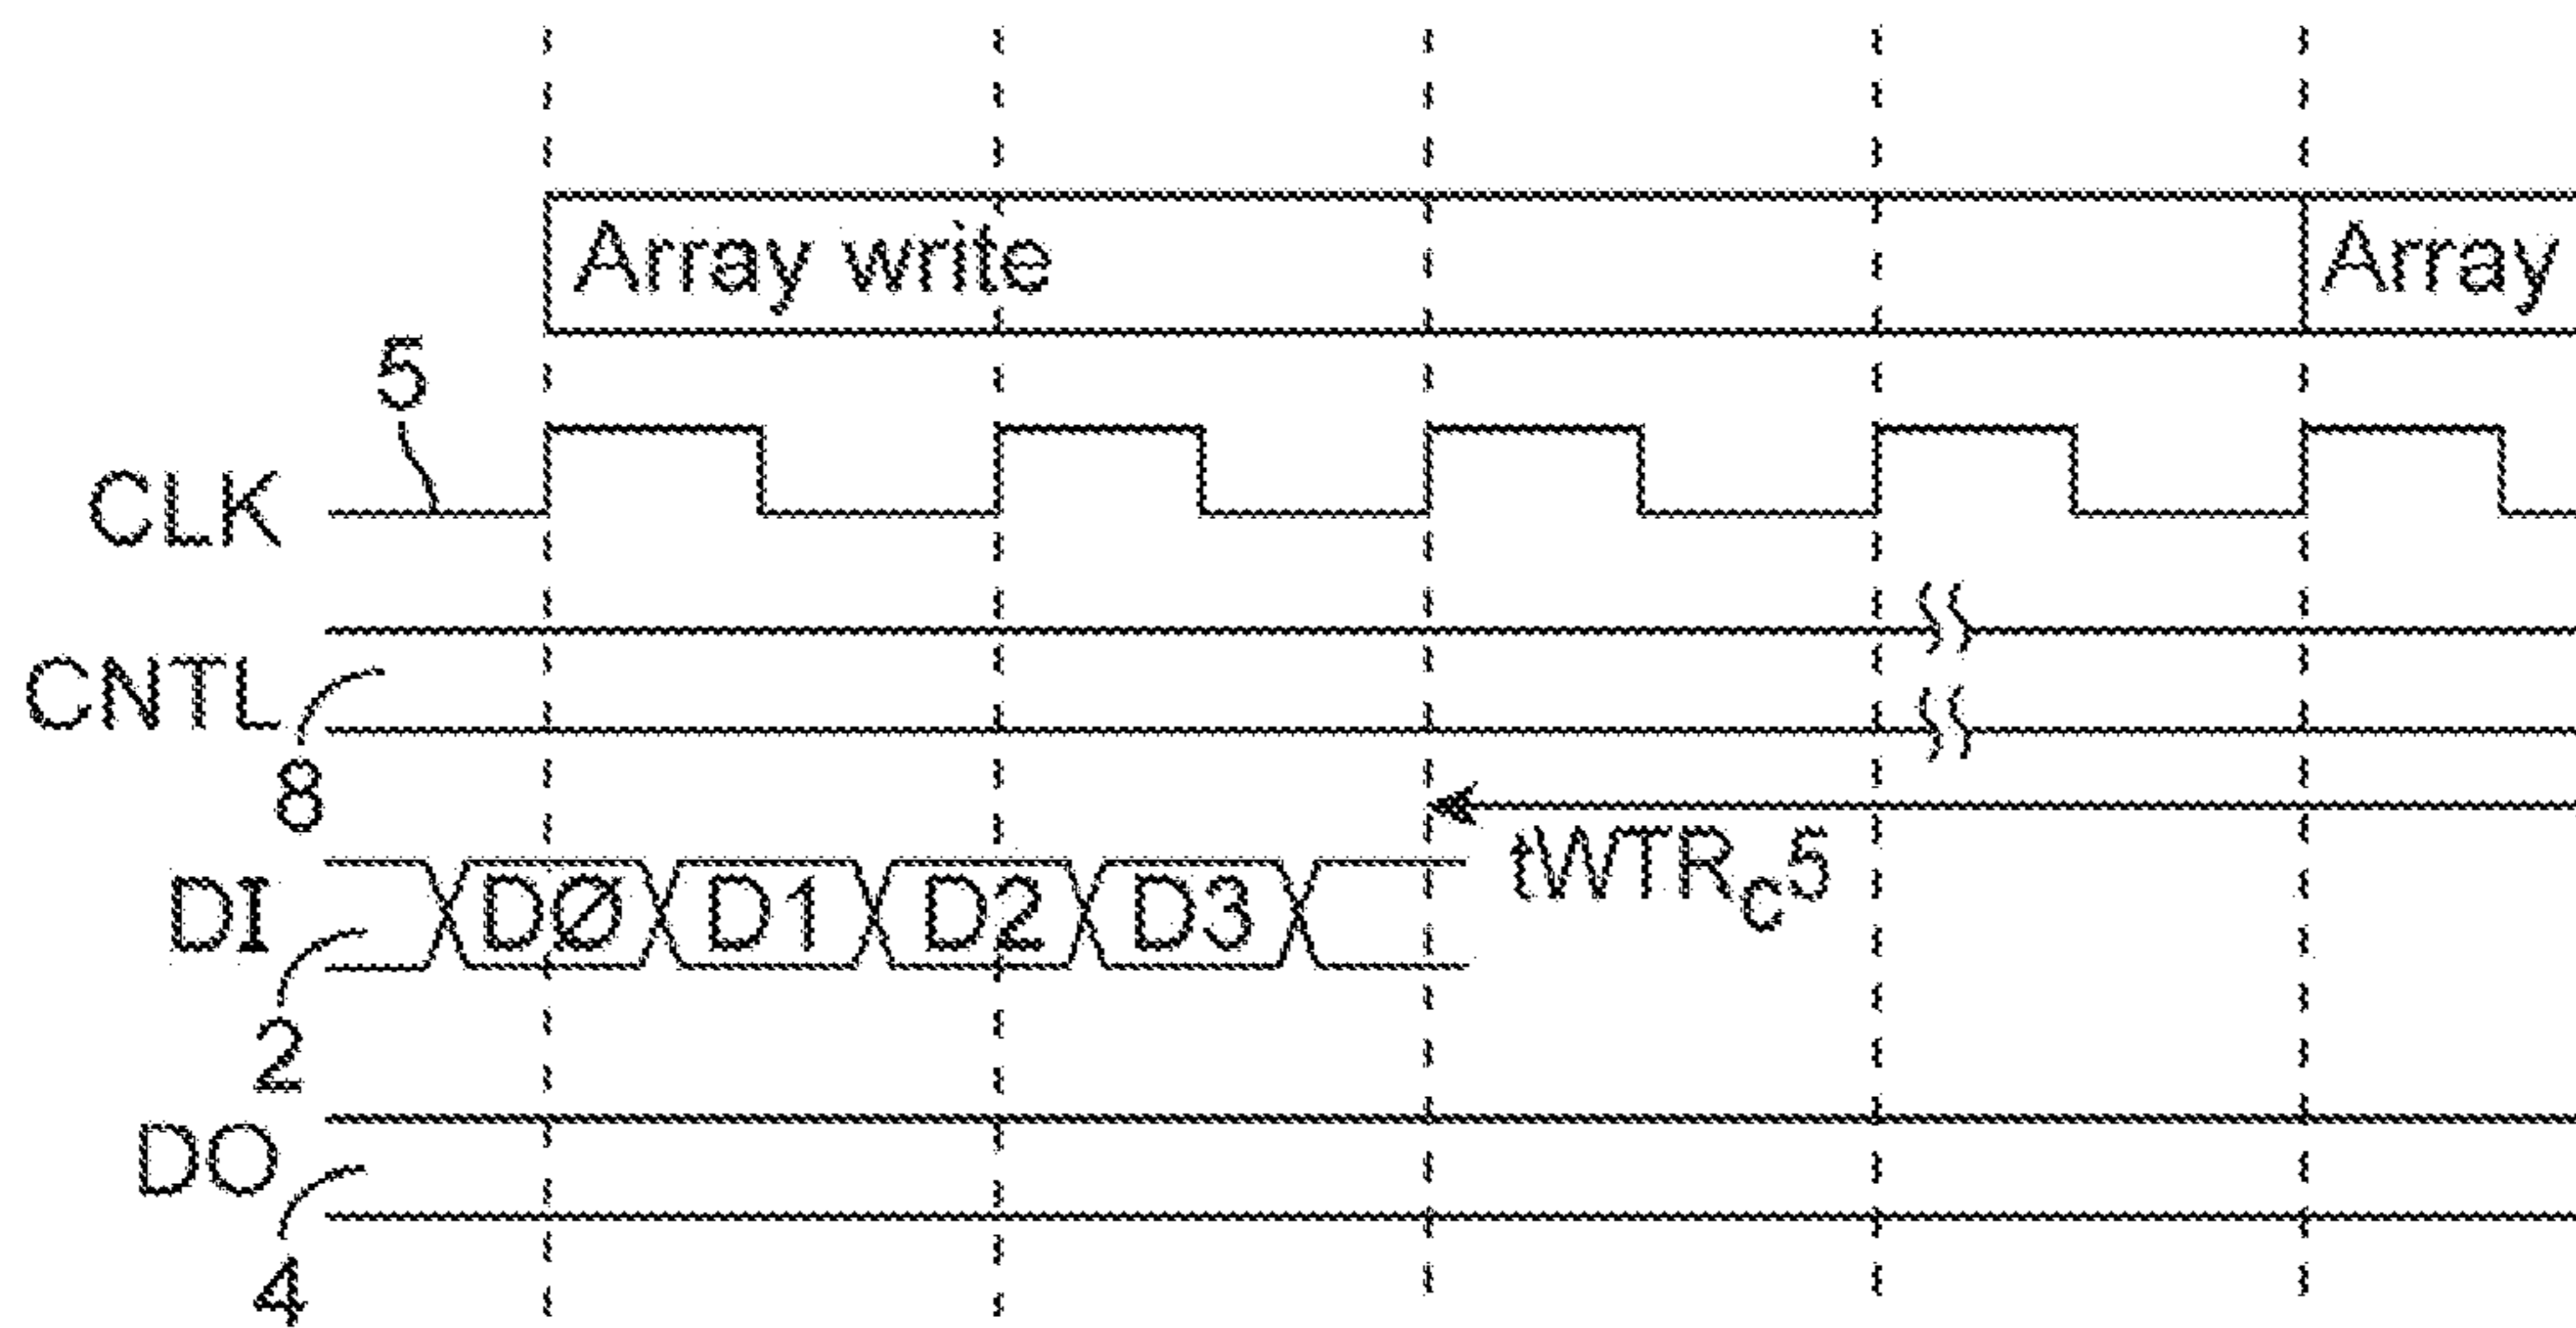 Array write Array
5
CLK
CNTL
8
tWTRC5
DI DØ D1 D2 D3
2
DO
4